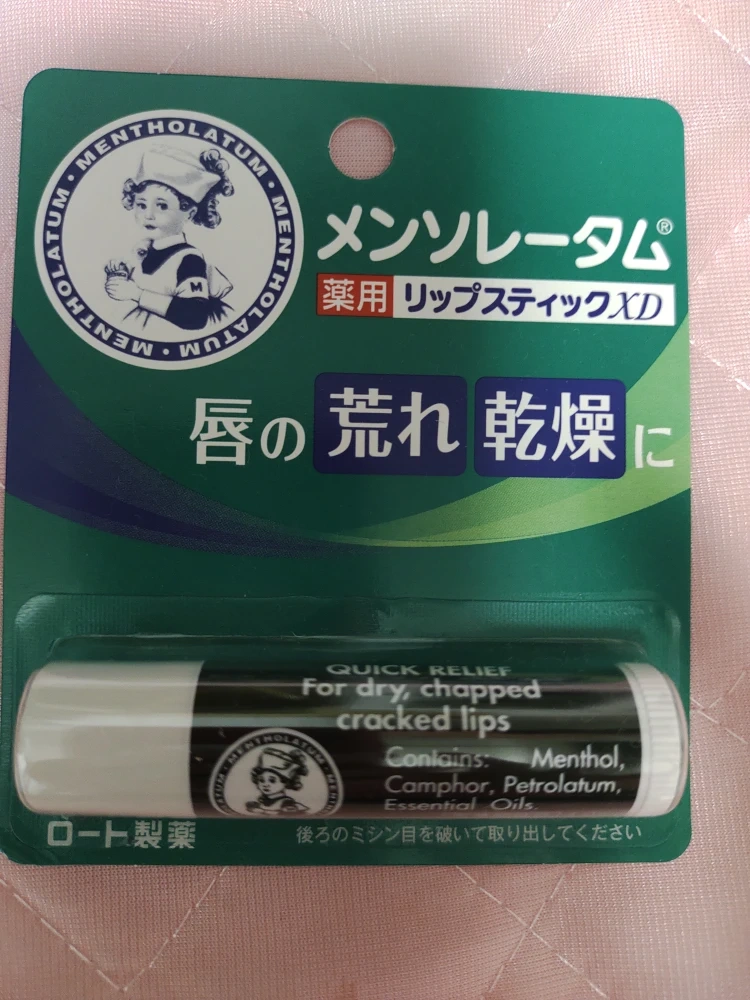 MENTHOLATUM・MENTHOLATUM・MENTHOLATUM・MENTHOLATUM
M
メンソレータム®
薬用 リップスティックXD
唇の荒れ 乾燥に
QUICK RELIEF
For dry, chapped
cracked lips
Contains: Menthol,
Camphor, Petrolatum,
Essential Oils.
MENTHOLATUM
ロート製薬
後ろのミシン目を破いて取り出してください